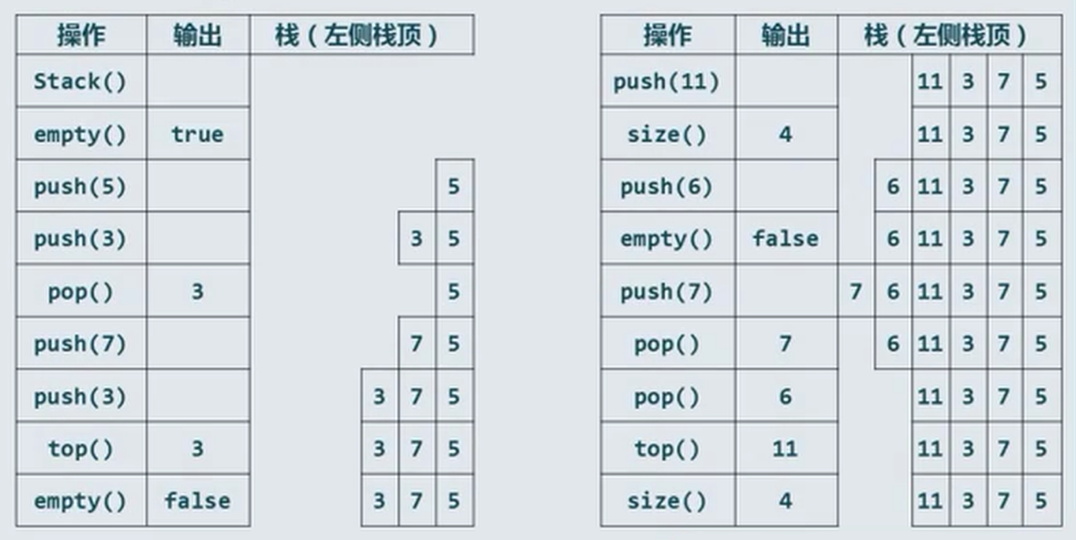 操作 输出 栈（左侧栈顶）
Stack()
empty() true
push(5) 5
push(3) 3 5
pop() 3 5
push(7) 7 5
push(3) 3 7 5
top() 3 3 7 5
empty() false 3 7 5
操作 输出 栈（左侧栈顶）
push(11) 11 3 7 5
size() 4 11 3 7 5
push(6) 6 11 3 7 5
empty() false 6 11 3 7 5
push(7) 7 6 11 3 7 5
pop() 7 6 11 3 7 5
pop() 6 11 3 7 5
top() 11 11 3 7 5
size() 4 11 3 7 5